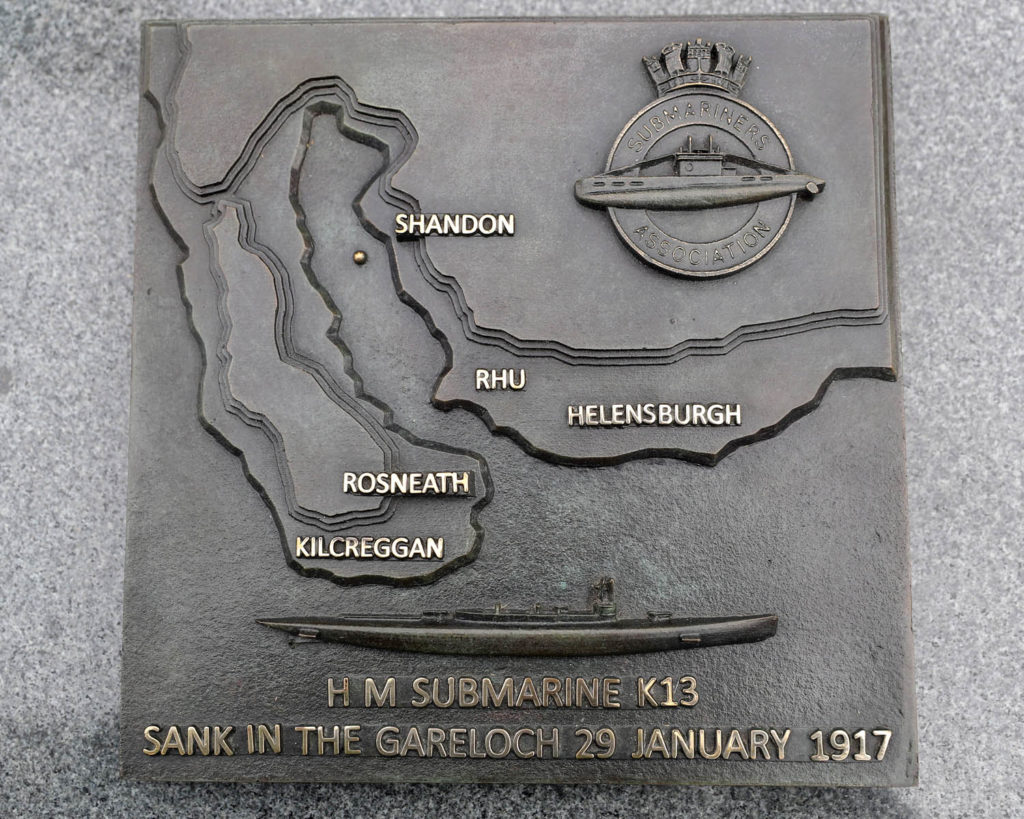 SUBMARINERS
ASSOCIATION
SHANDON
RHU
HELENSBURGH
ROSNEATH
KILCREGGAN
H M SUBMARINE K13
SANK IN THE GARELOCH 29 JANUARY 1917